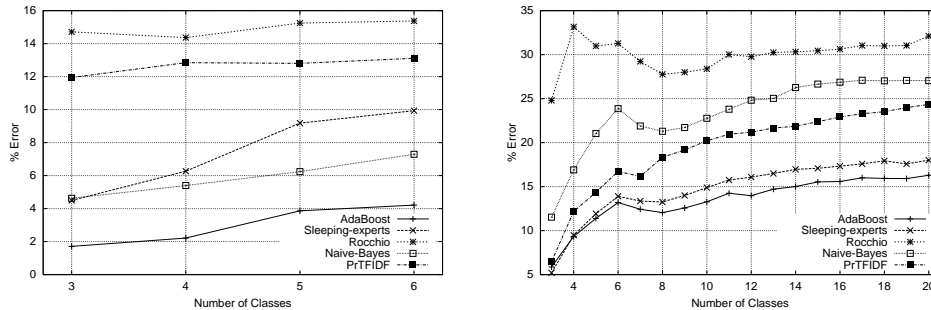 16
14
12
10
8
6
4
2
0
% Error
3
4
5
6
Number of Classes
AdaBoost
Sleeping-experts
Rocchio
Naive-Bayes
PrTFIDF
35
30
25
20
15
10
5
% Error
4
6
8
10
12
14
16
18
20
Number of Classes
AdaBoost
Sleeping-experts
Rocchio
Naive-Bayes
PrTFIDF